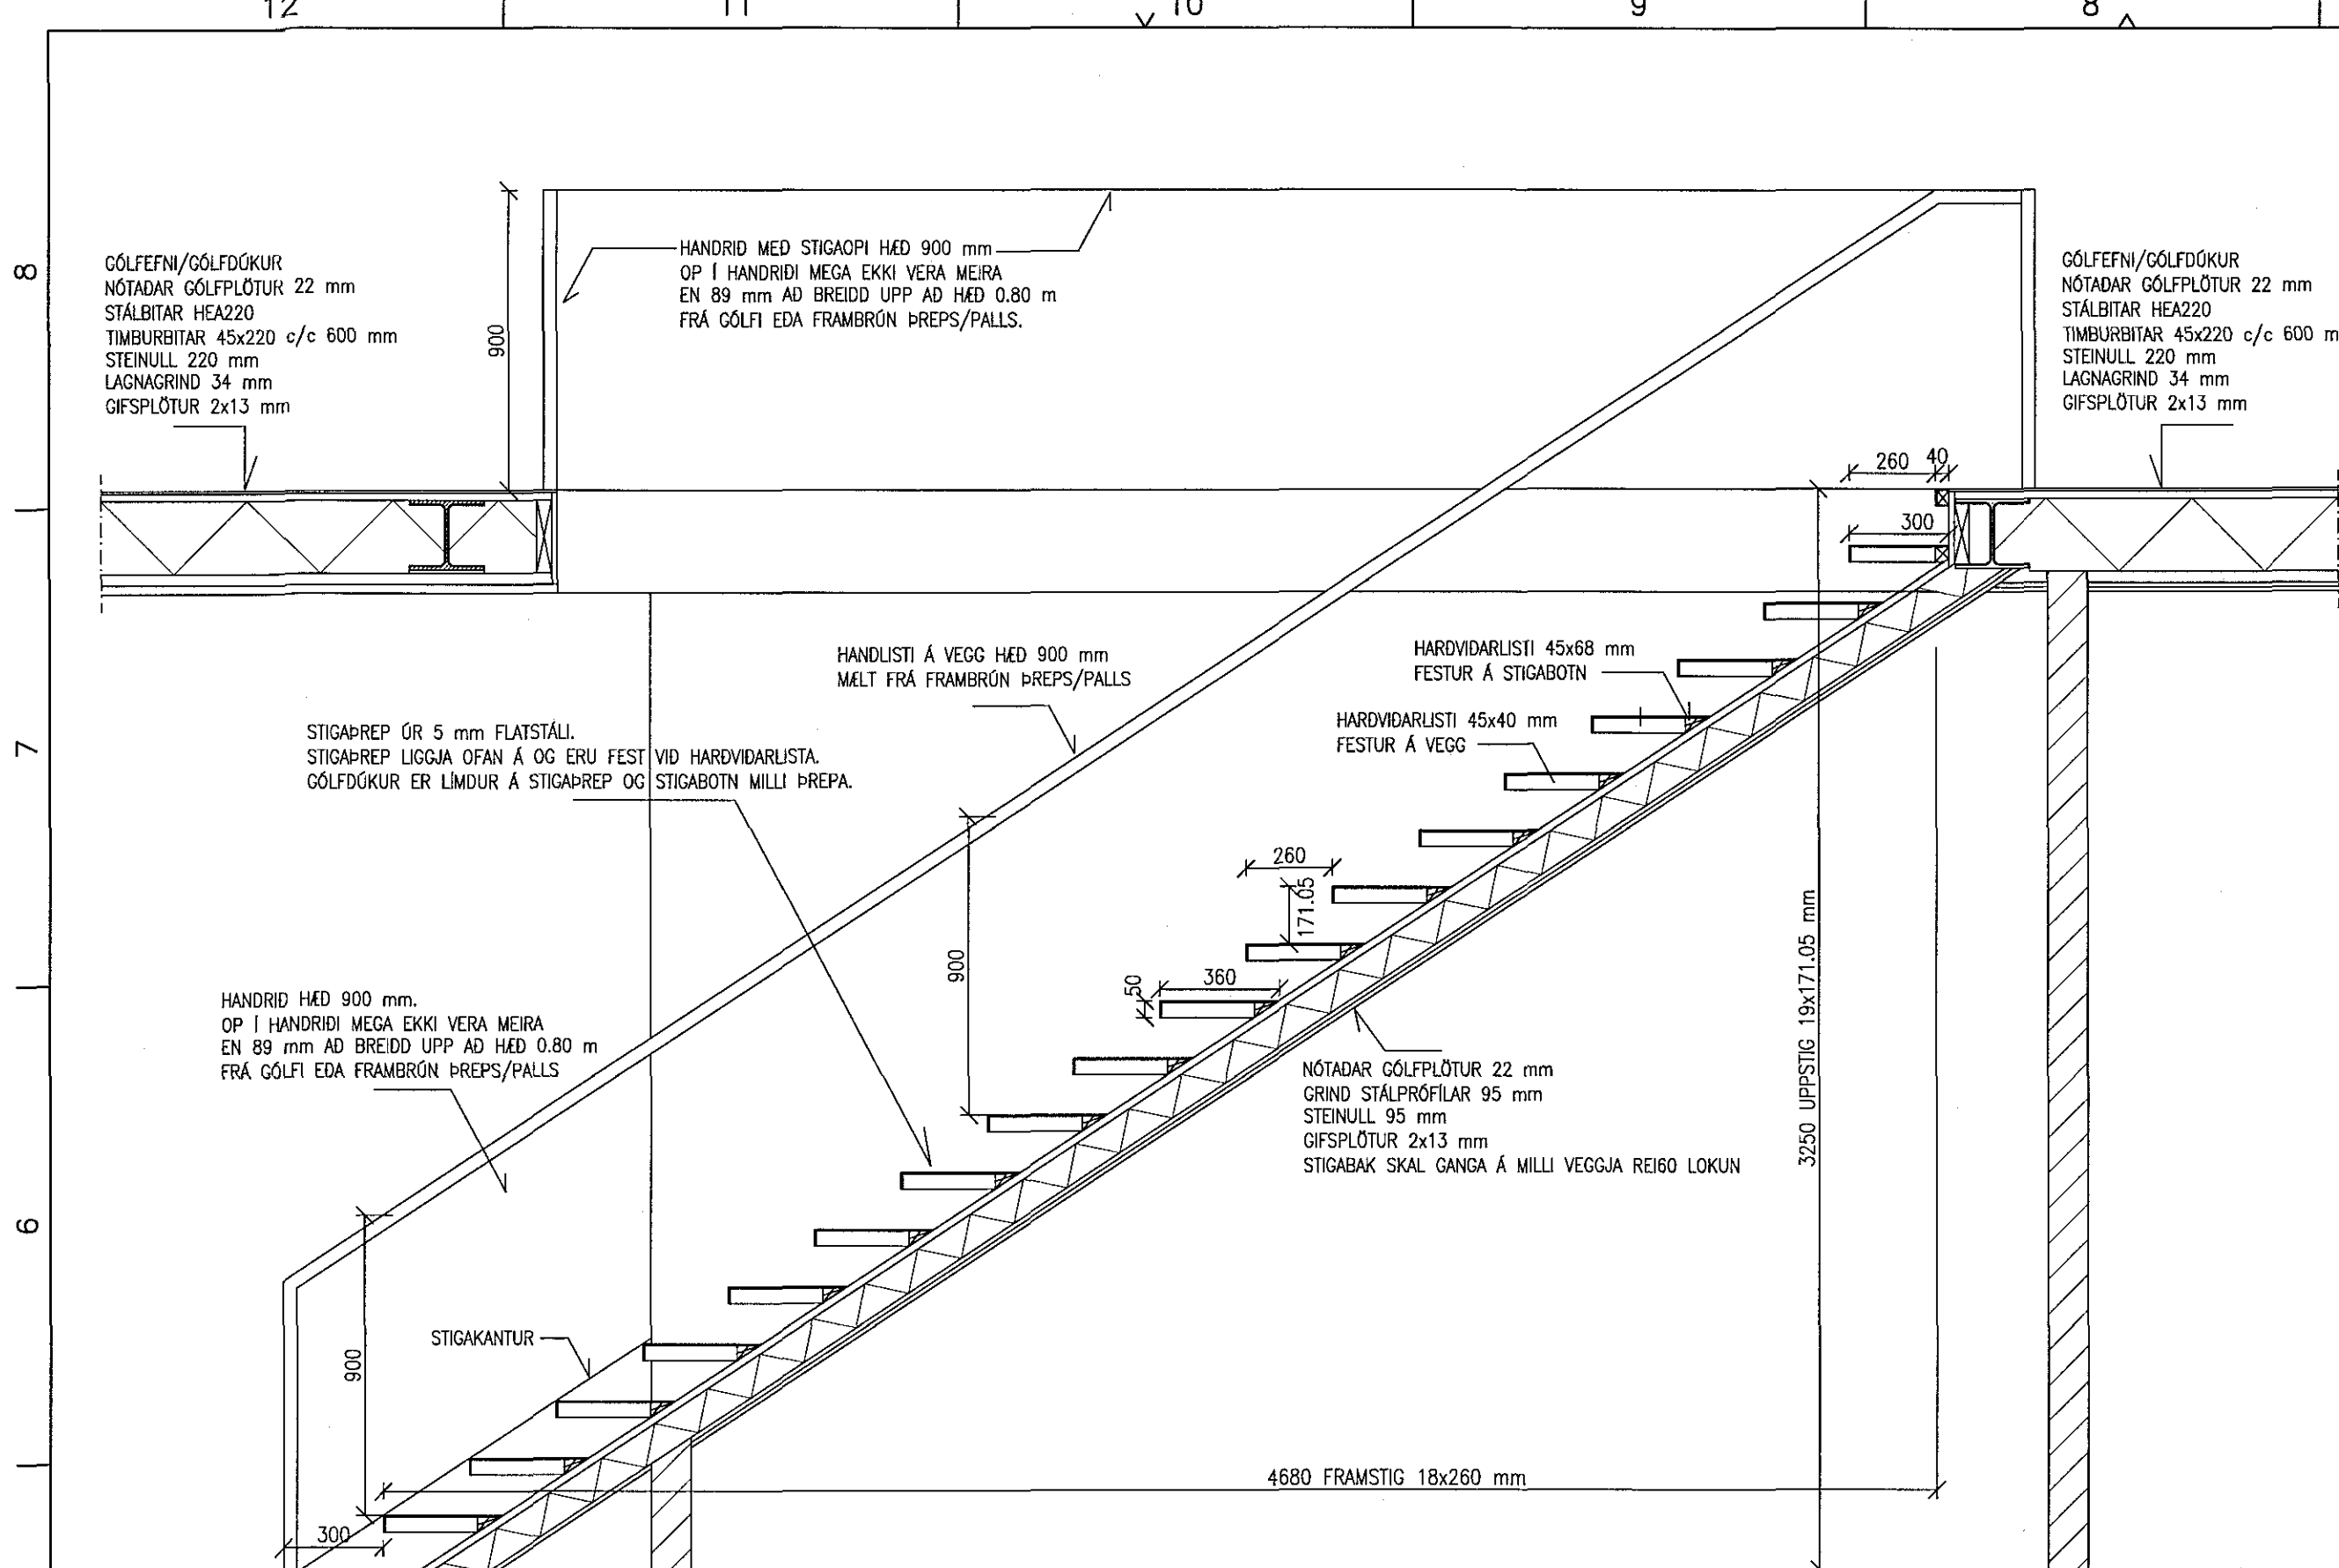 12 11 10 9 8
8
GÓLFEFNI/GÓLFDÚKUR
NÓTAÐAR GÓLFPLÖTUR 22 mm
STÁLBITAR HEA220
TIMBURBITAR 45x220 c/c 600 mm
STEINULL 220 mm
LAGNAGRIND 34 mm
GIFSPLÖTUR 2x13 mm
900
HANDRIÐ MEÐ STIGAOPI HÆÐ 900 mm
OP Í HANDRIÐI MEGA EKKI VERA MEIRA
EN 89 mm AÐ BREIDD UPP AÐ HÆÐ 0.80 m
FRÁ GÓLFI EÐA FRAMBRÚN ÞREPS/PALLS.
GÓLFEFNI/GÓLFDÚKUR
NÓTAÐAR GÓLFPLÖTUR 22 mm
STÁLBITAR HEA220
TIMBURBITAR 45x220 c/c 600 m
STEINULL 220 mm
LAGNAGRIND 34 mm
GIFSPLÖTUR 2x13 mm
260 40
300
HANDLISTI Á VEGG HÆÐ 900 mm
MÆLT FRÁ FRAMBRÚN ÞREPS/PALLS
HARÐVIÐARLISTI 45x68 mm
FESTUR Á STIGABOTN
HARÐVIÐARLISTI 45x40 mm
FESTUR Á VEGG
7
STIGAÞREP ÚR 5 mm FLATSTÁLI.
STIGAÞREP LIGGJA OFAN Á OG ERU FEST VIÐ HARÐVIÐARLISTA.
GÓLFDÚKUR ER LÍMDUR Á STIGAÞREP OG STIGABOTN MILLI ÞREPA.
260
171.05
900
50
360
3250 UPPSTIG 19x171.05 mm
HANDRIÐ HÆÐ 900 mm.
OP Í HANDRIÐI MEGA EKKI VERA MEIRA
EN 89 mm AÐ BREIDD UPP AÐ HÆÐ 0.80 m
FRÁ GÓLFI EÐA FRAMBRÚN ÞREPS/PALLS
NÓTAÐAR GÓLFPLÖTUR 22 mm
GRIND STÁLPRÓFÍLAR 95 mm
STEINULL 95 mm
GIFSPLÖTUR 2x13 mm
STIGABAK SKAL GANGA Á MILLI VEGGJA REI60 LOKUN
6
STIGAKANTUR
900
4680 FRAMSTIG 18x260 mm
300